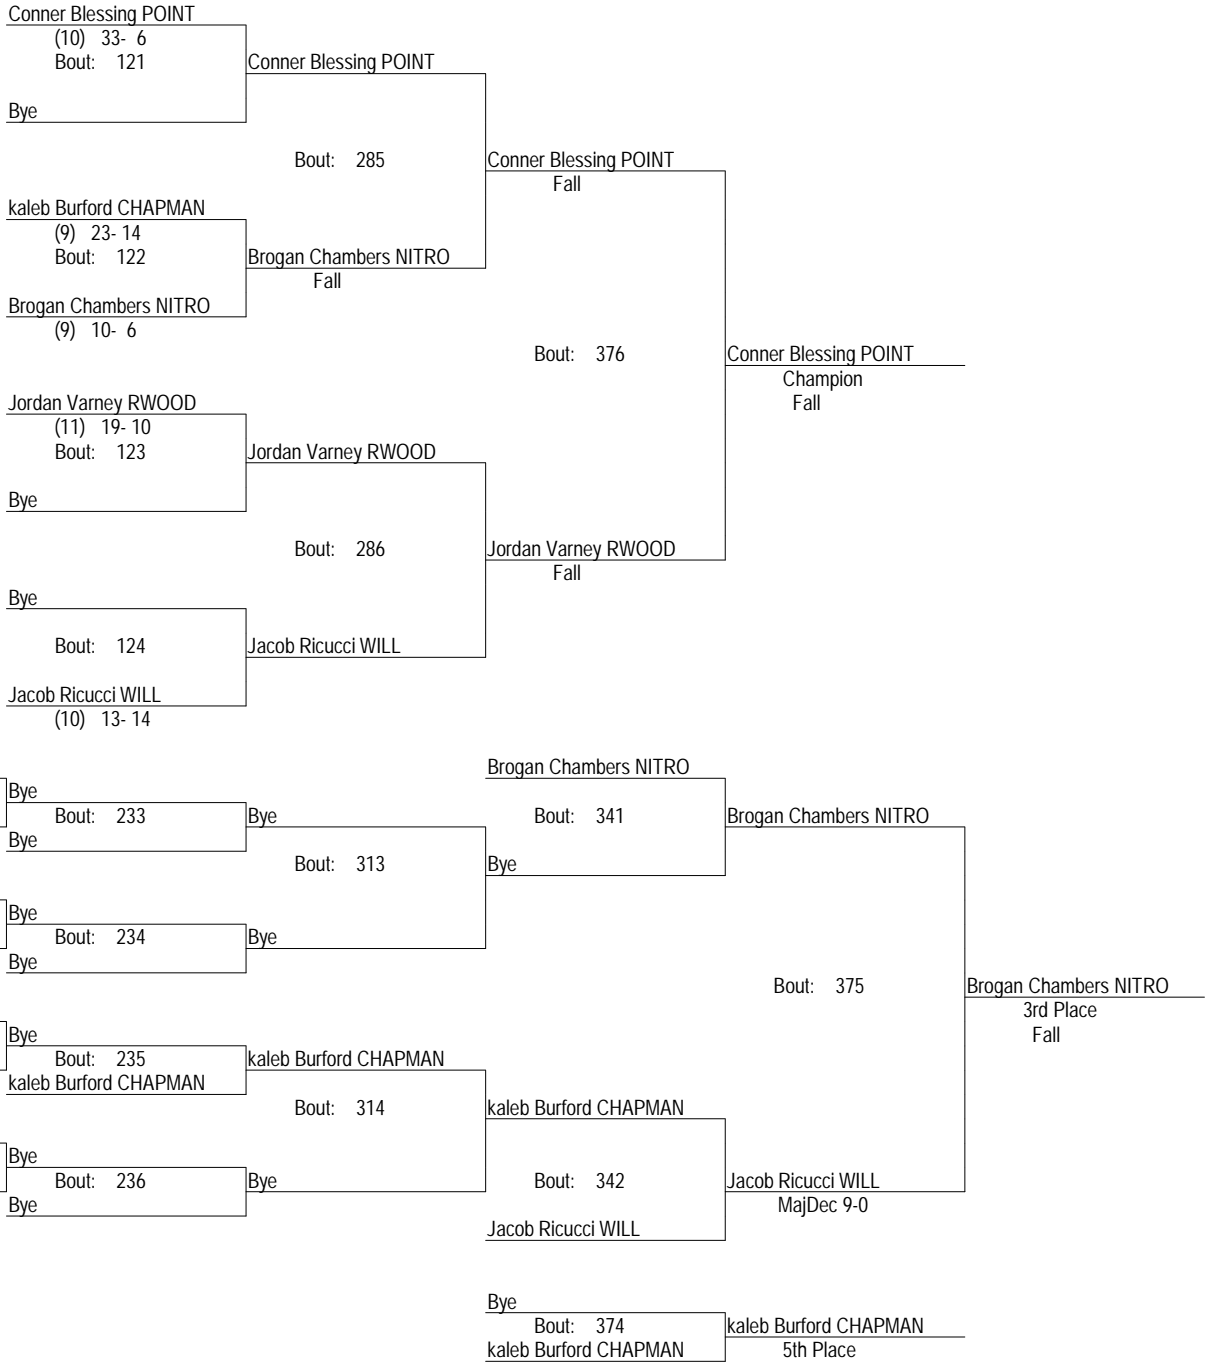 Conner Blessing POINT
(10) 33- 6
Bout: 121
Conner Blessing POINT
Bye
Bout: 285
Conner Blessing POINT
Fall
kaleb Burford CHAPMAN
(9) 23- 14
Bout: 122
Brogan Chambers NITRO
Fall
Brogan Chambers NITRO
(9) 10- 6
Bout: 376
Conner Blessing POINT
Champion
Fall
Jordan Varney RWOOD
(11) 19- 10
Bout: 123
Jordan Varney RWOOD
Bye
Bout: 286
Jordan Varney RWOOD
Fall
Bye
Bout: 124
Jacob Ricucci WILL
Jacob Ricucci WILL
(10) 13- 14
Brogan Chambers NITRO
Bye
Bout: 233
Bye
Bout: 341
Brogan Chambers NITRO
Bye
Bout: 313
Bye
Bye
Bout: 234
Bye
Bye
Bout: 375
Brogan Chambers NITRO
3rd Place
Fall
Bye
Bout: 235
kaleb Burford CHAPMAN
kaleb Burford CHAPMAN
Bout: 314
kaleb Burford CHAPMAN
Bye
Bout: 236
Bye
Bout: 342
Jacob Ricucci WILL
MajDec 9-0
Bye
Jacob Ricucci WILL
Bye
Bout: 374
kaleb Burford CHAPMAN
kaleb Burford CHAPMAN
5th Place